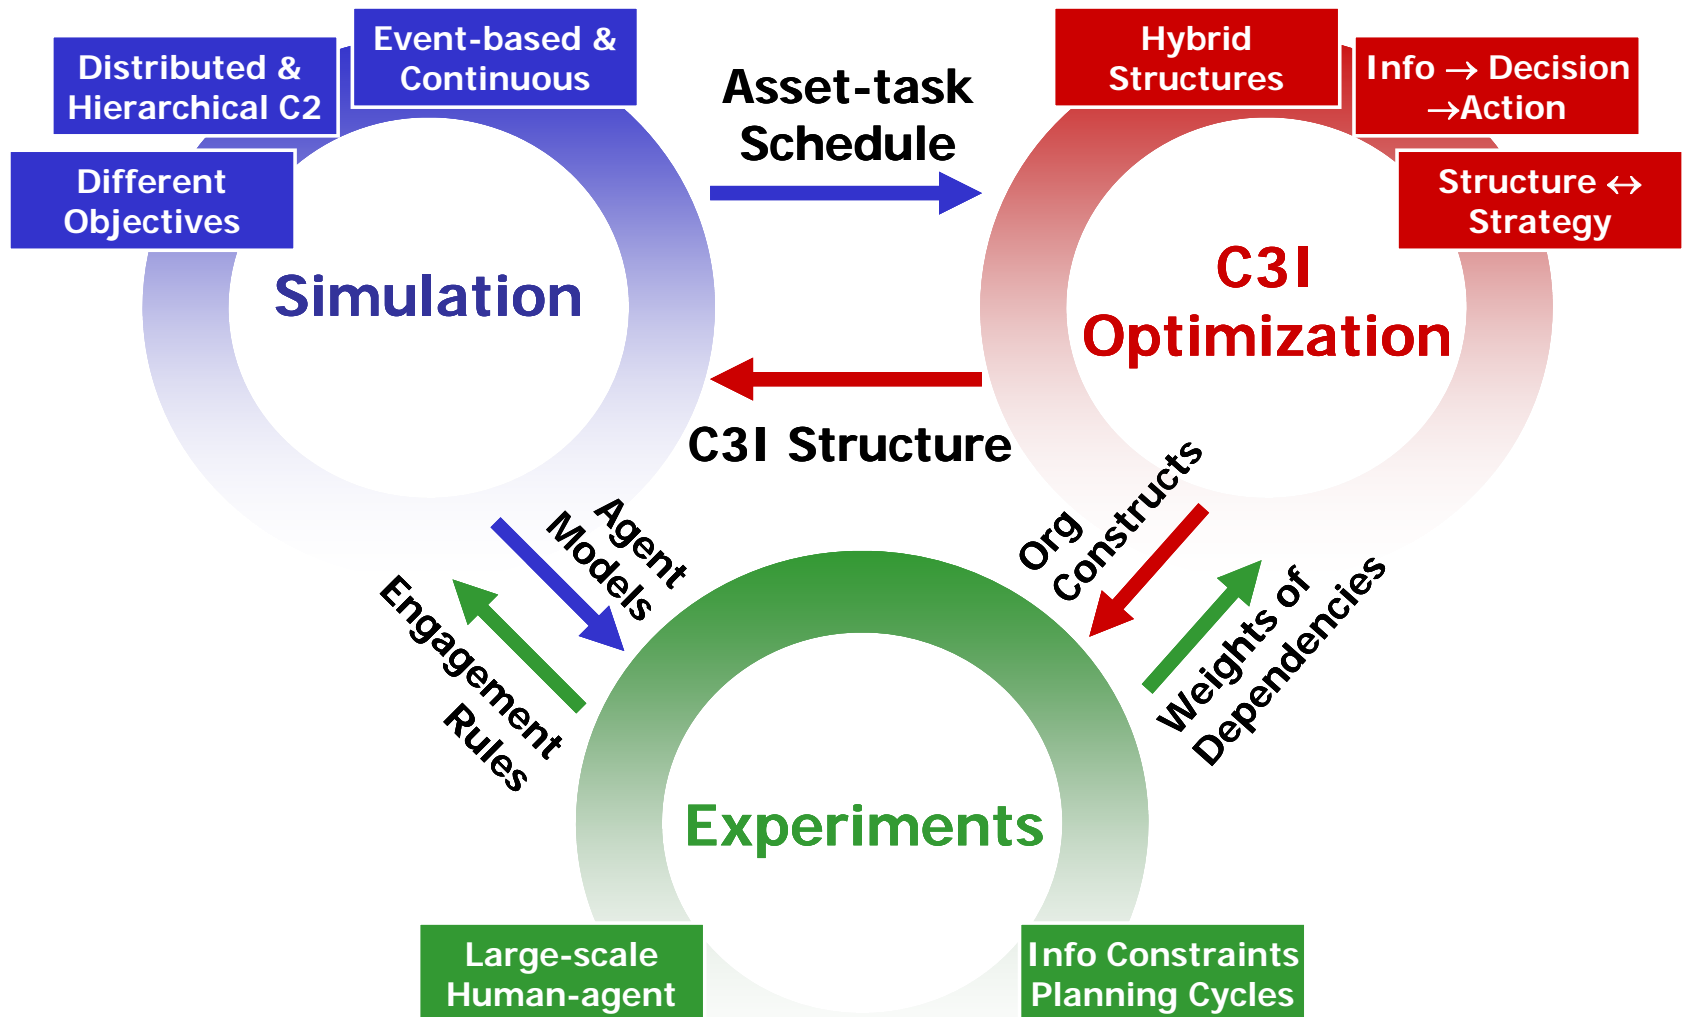 Event-based &
Continuous
Distributed &
Hierarchical C2
Different
Objectives
Simulation
Asset-task
Schedule
Hybrid
Structures
Info → Decision
→Action
Structure ↔
Strategy
C3I
Optimization
C3I Structure
Agent
Models
Engagement
Rules
Org
Constructs
Weights of
Dependencies
Experiments
Large-scale
Human-agent
Info Constraints
Planning Cycles